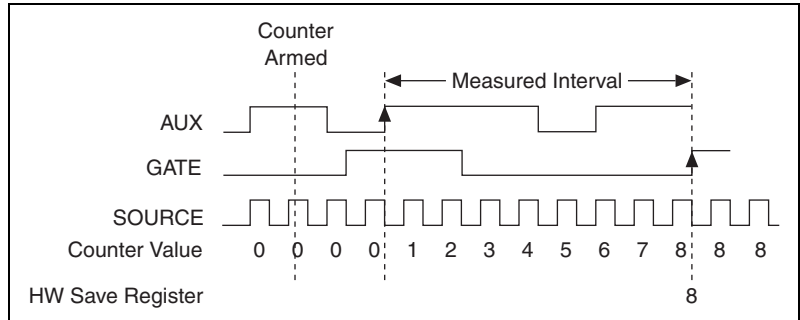 Counter
Armed
Measured Interval
AUX
GATE
SOURCE
Counter Value 0 0 0 0 1 2 3 4 5 6 7 8 8 8
HW Save Register 8